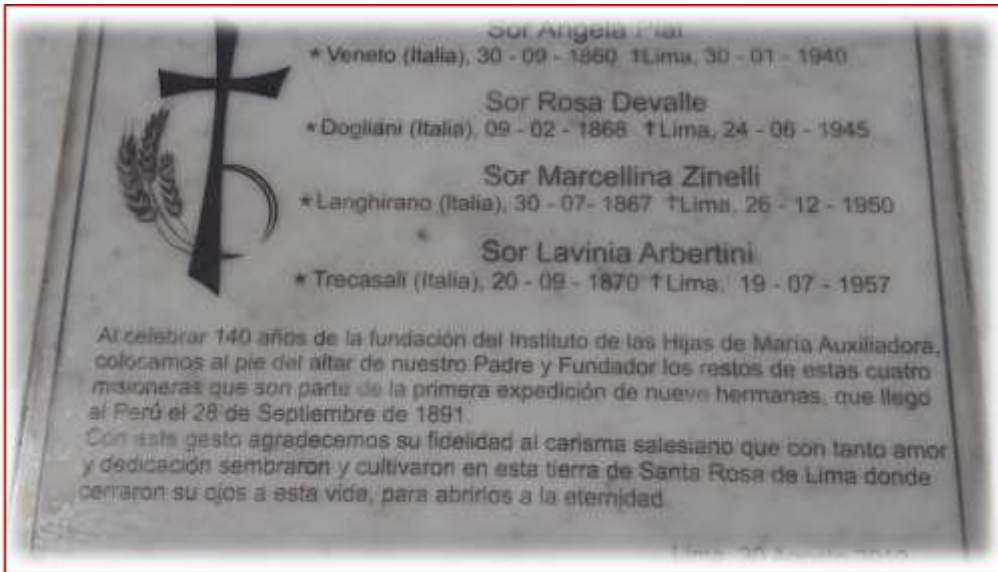 Sor Angela Piai
* Veneto (Italia), 30 - 09 - 1860 †Lima, 30 - 01 - 1940
Sor Rosa Devalle
* Dogliani (Italia), 09 - 02 - 1868 † Lima, 24 - 06 - 1945
Sor Marcellina Zinelli
* Langhirano (Italia), 30 - 07- 1867 †Lima, 26 - 12 - 1950
Sor Lavinia Arbertini
* Trecasali (Italia), 20 - 09 - 1870 † Lima, 19 - 07 - 1957
Al celebrar 140 años de la fundación del Instituto de las Hijas de María Auxiliadora,
colocamos al pie del altar de nuestro Padre y Fundador los restos de estas cuatro
misioneras que son parte de la primera expedición de nueve hermanas, que llego
al Perú el 28 de Septiembre de 1891.
Con este gesto agradecemos su fidelidad al carisma salesiano que con tanto amor
y dedicación sembraron y cultivaron en esta tierra de Santa Rosa de Lima donde
cerraron su ojos a esta vida, para abrirlos a la eternidad.
Lima, 30 Agosto 2012